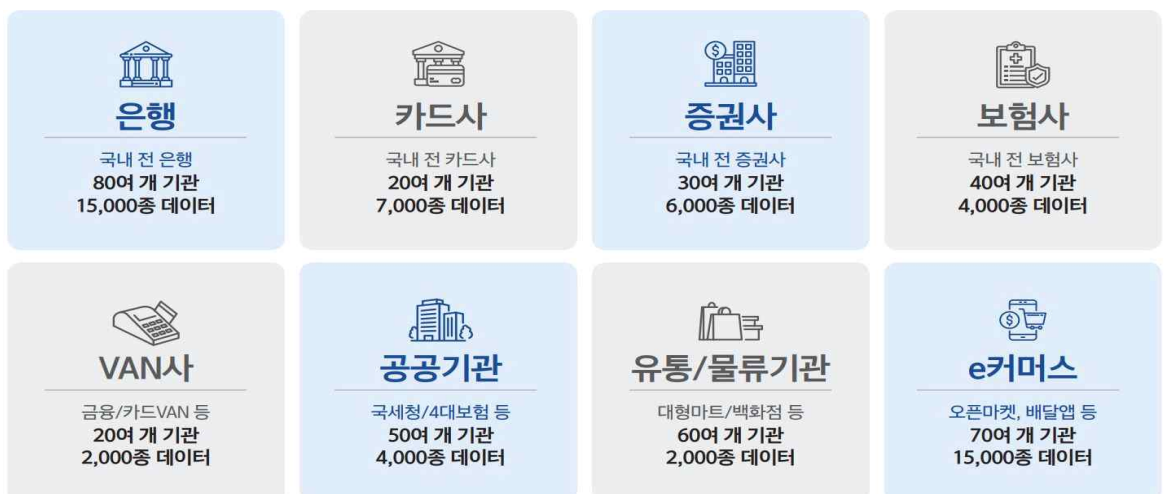 은행
국내 전 은행
80여 개 기관
15,000종 데이터
카드사
국내 전 카드사
20여 개 기관
7,000종 데이터
증권사
국내 전 증권사
30여 개 기관
6,000종 데이터
보험사
국내 전 보험사
40여 개 기관
4,000종 데이터
VAN사
금융/카드VAN 등
20여 개 기관
2,000종 데이터
공공기관
국세청/4대보험 등
50여 개 기관
4,000종 데이터
유통/물류기관
대형마트/백화점 등
60여 개 기관
2,000종 데이터
e커머스
오픈마켓, 배달앱 등
70여 개 기관
15,000종 데이터